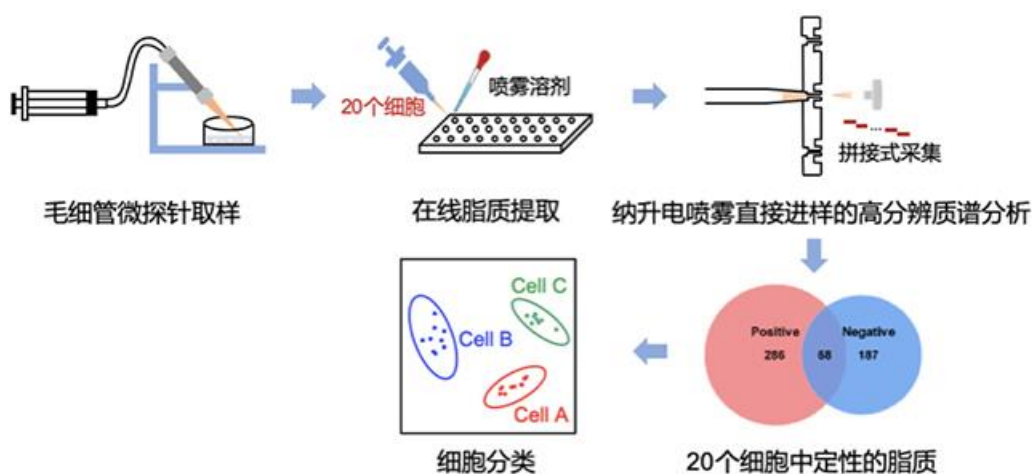 20个细胞
喷雾溶剂
拼接式采集
毛细管微探针取样
在线脂质提取
纳升电喷雾直接进样的高分辨质谱分析
Cell C
Cell B
Cell A
Positive
286
68
Negative
187
细胞分类
20个细胞中定性的脂质